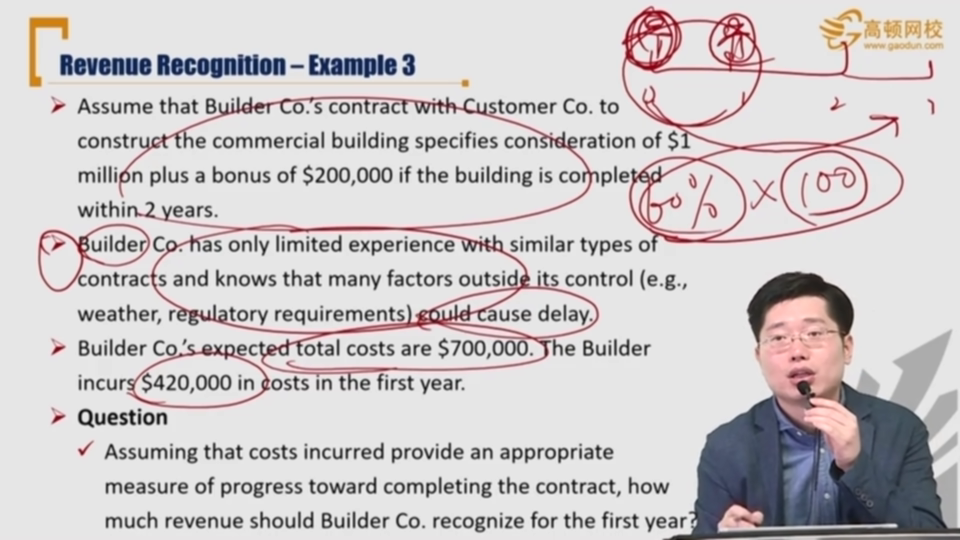 Revenue Recognition – Example 3
高顿网校
www.gaodun.com
Assume that Builder Co.'s contract with Customer Co. to
construct the commercial building specifies consideration of $1
million plus a bonus of $200,000 if the building is completed
within 2 years.
Builder Co. has only limited experience with similar types of
contracts and knows that many factors outside its control (e.g.,
weather, regulatory requirements) could cause delay.
Builder Co.'s expected total costs are $700,000. The Builder
incurs $420,000 in costs in the first year.
Question
Assuming that costs incurred provide an appropriate
measure of progress toward completing the contract, how
much revenue should Builder Co. recognize for the first year?
0 1 2 3
60% × 100